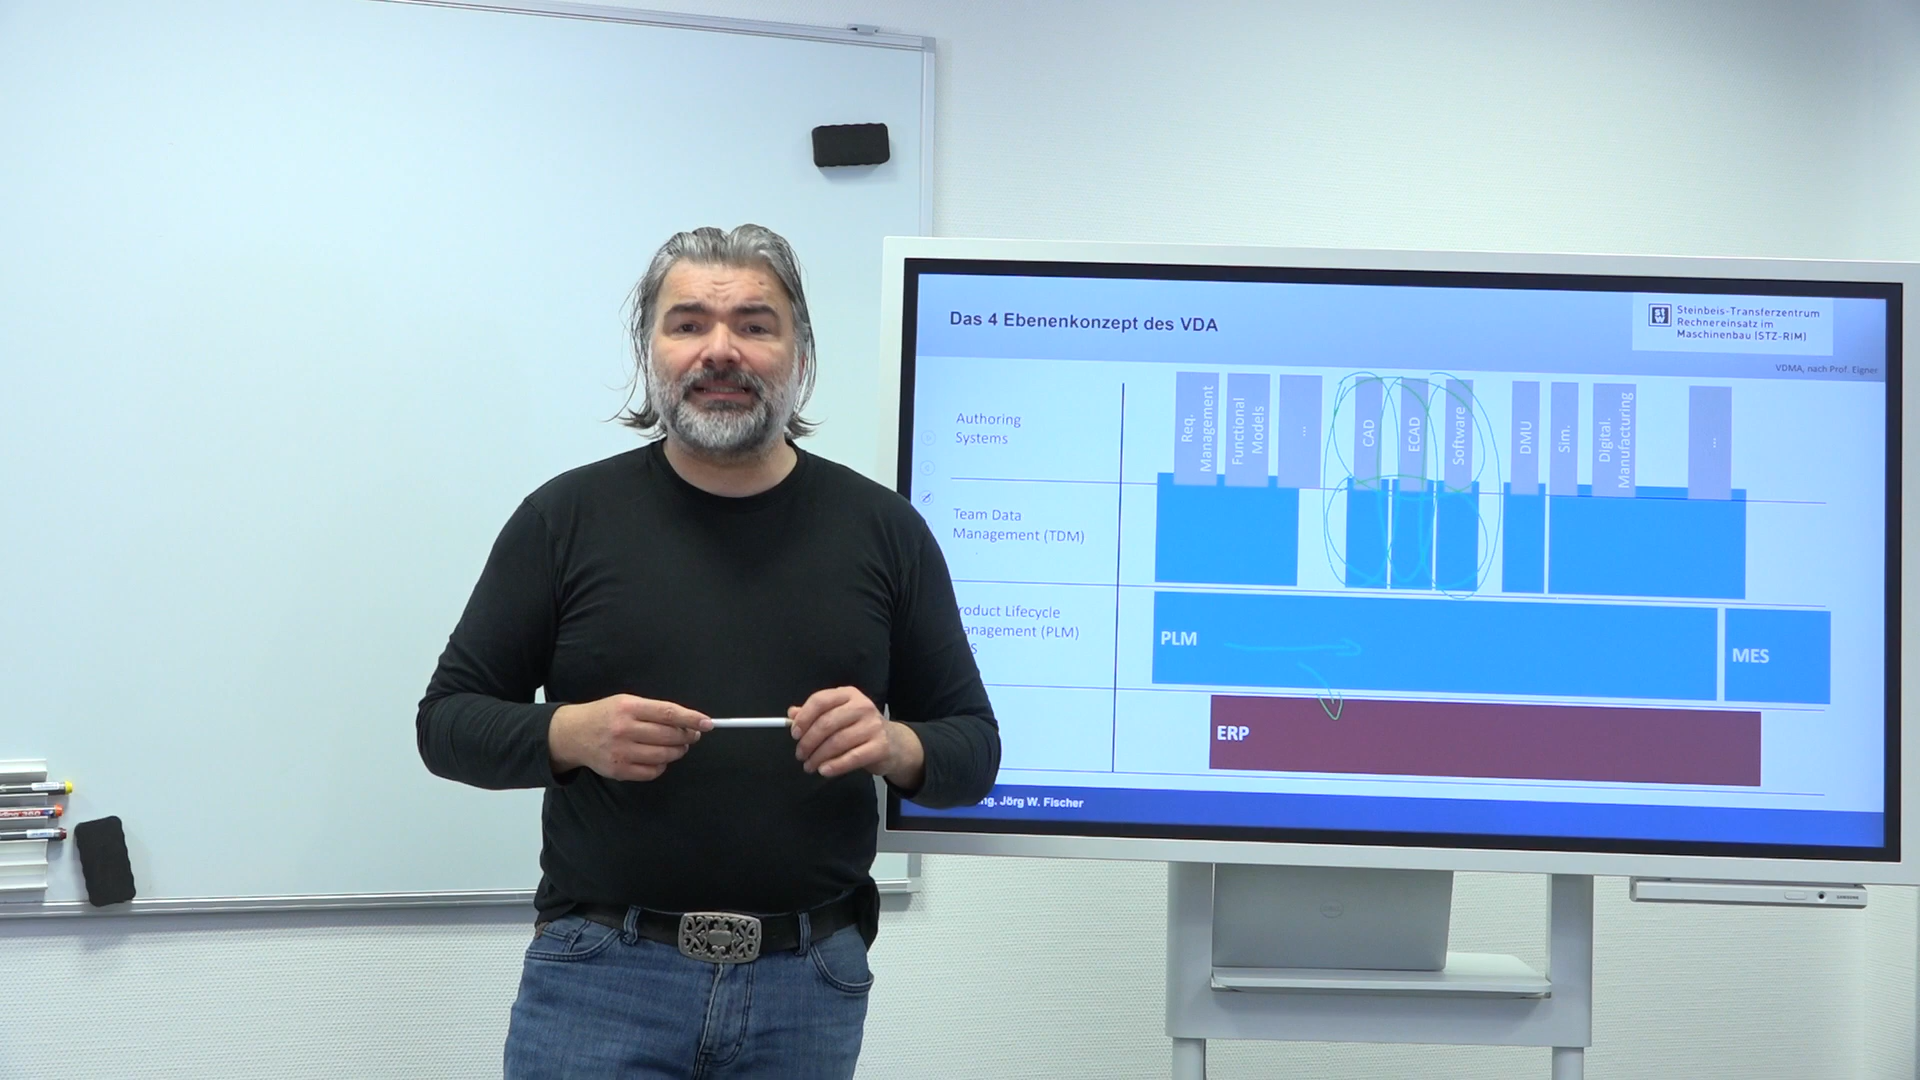 Das 4 Ebenenkonzept des VDA
Steinbeis-Transferzentrum
Rechnereinsatz im
Maschinenbau (STZ-RIM)
VDMA, nach Prof. Eigner
Authoring
Systems
Req.
Management
Functional
Models
...
CAD
ECAD
Software
DMU
Sim.
Digital.
Manufacturing
...
Team Data
Management (TDM)
roduct Lifecycle
anagement (PLM)
S
PLM
MES
ERP
ng. Jörg W. Fischer
SAMSUNG
DELL